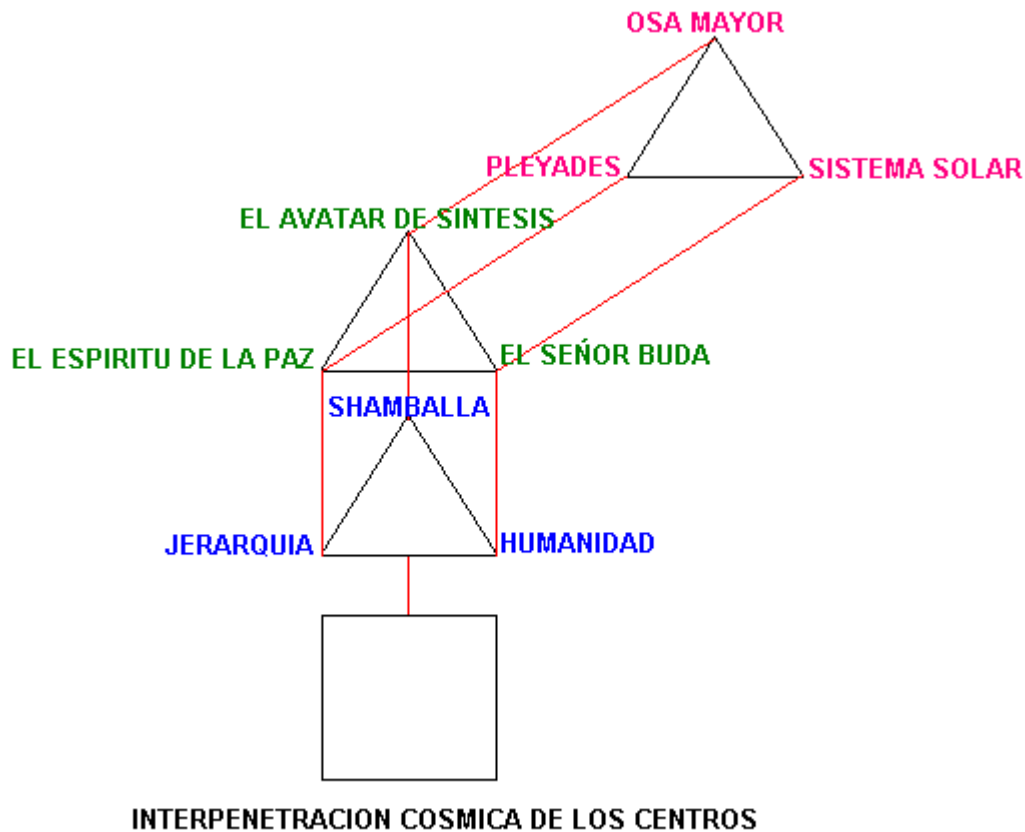 OSA MAYOR
PLEYADES
SISTEMA SOLAR
EL AVATAR DE SINTESIS
EL ESPIRITU DE LA PAZ
EL SEŃOR BUDA
SHAMBALLA
JERARQUIA
HUMANIDAD
INTERPENETRACION COSMICA DE LOS CENTROS